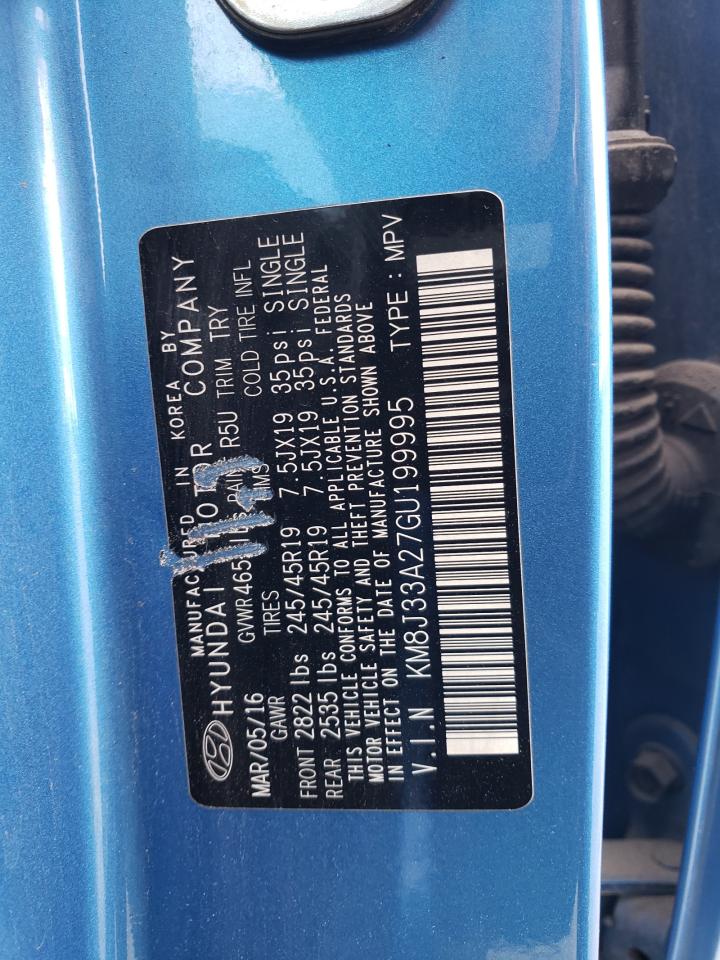 MANUFACTURED IN KOREA BY
HYUNDAI MOTOR COMPANY
MAR/05/16 GVWR 465 PAINT R5U TRIM TRY
GAWR TIRES RIMS COLD TIRE INFL
FRONT 2822 lbs 245/45R19 7.5JX19 35psi SINGLE
REAR 2535 lbs 245/45R19 7.5JX19 35psi SINGLE
THIS VEHICLE CONFORMS TO ALL APPLICABLE U.S.A. FEDERAL
MOTOR VEHICLE SAFETY AND THEFT PREVENTION STANDARDS
IN EFFECT ON THE DATE OF MANUFACTURE SHOWN ABOVE
V.I.N KM8J33A27GU199995 TYPE : MPV